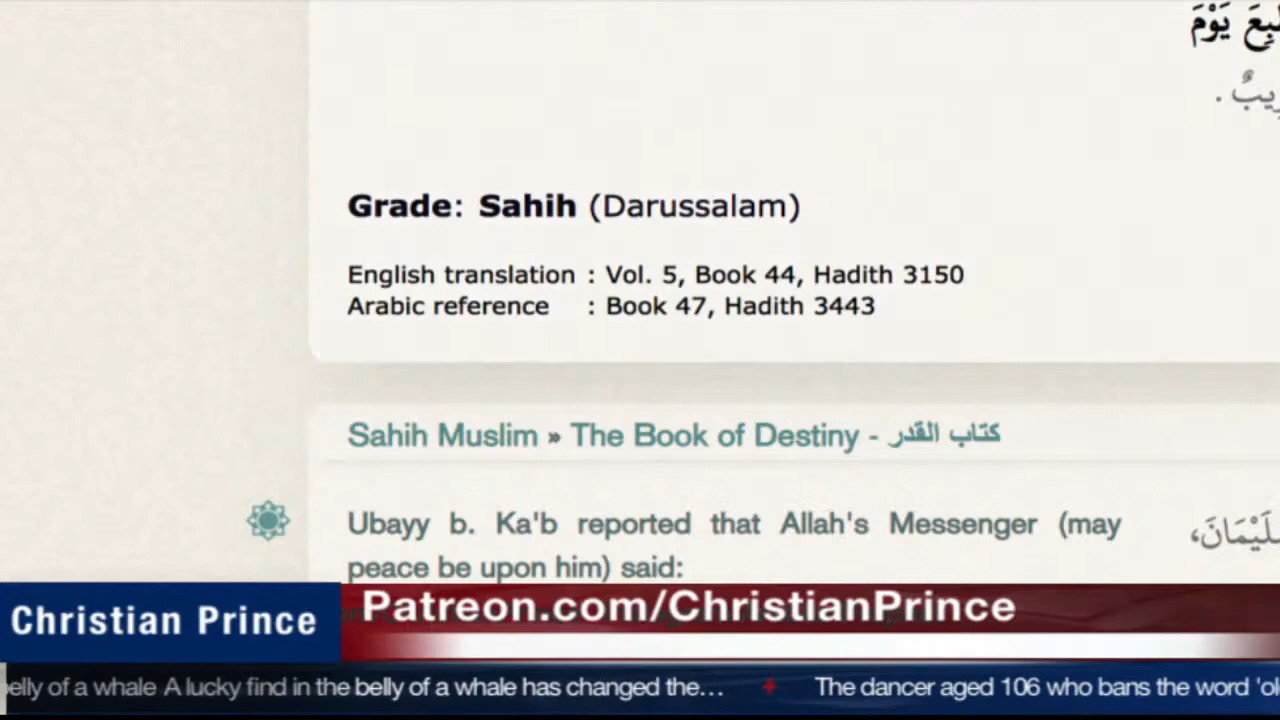 يَوْمَ
Grade: Sahih (Darussalam)
English translation : Vol. 5, Book 44, Hadith 3150
Arabic reference : Book 47, Hadith 3443
Sahih Muslim » The Book of Destiny - كتاب القدر
Ubayy b. Ka'b reported that Allah's Messenger (may
peace be upon him) said:
Christian Prince
Patreon.com/ChristianPrince
belly of a whale A lucky find in the belly of a whale has changed the… The dancer aged 106 who bans the word 'ol